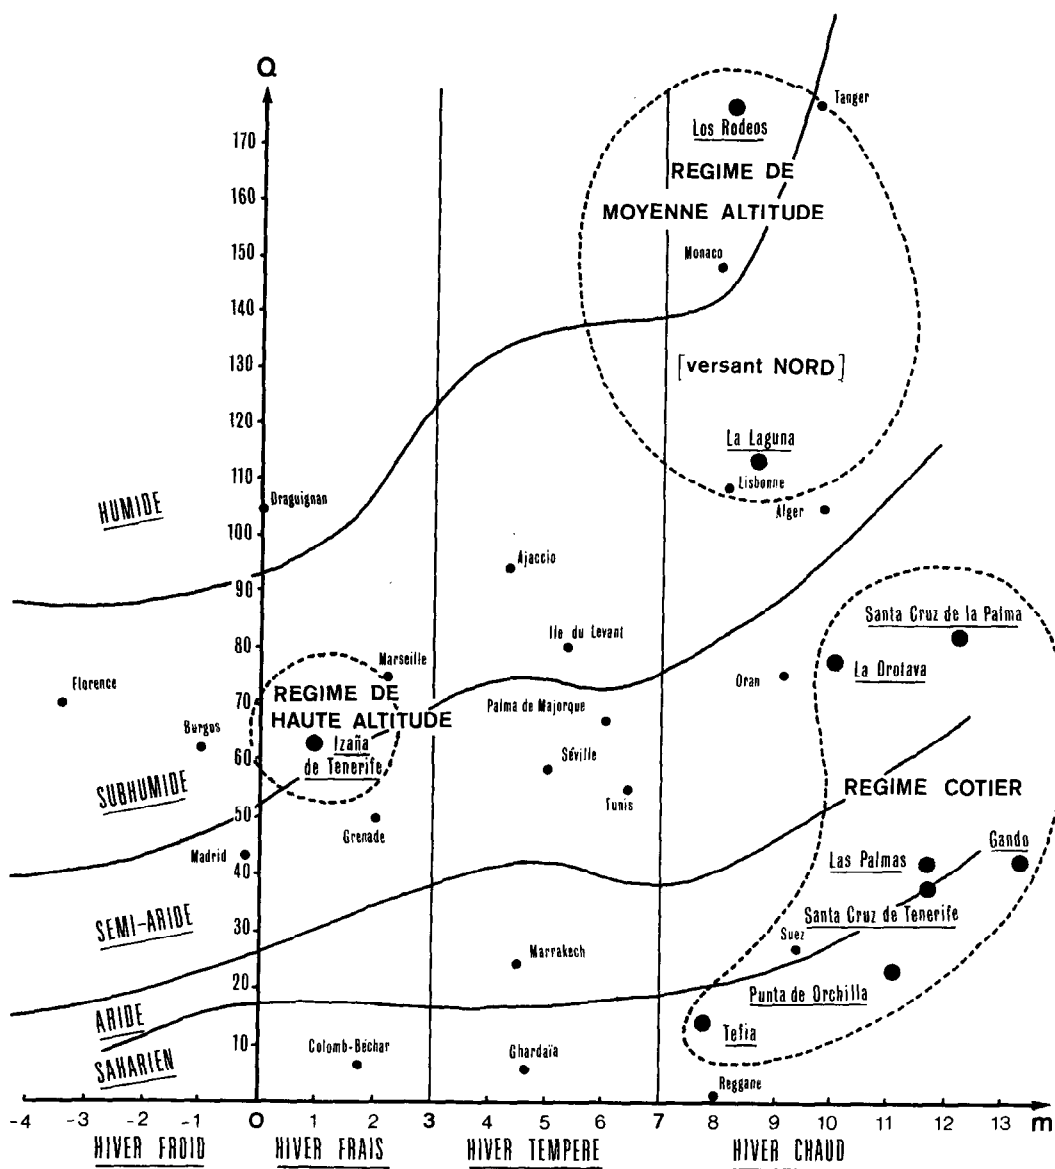 Q
Tanger
Los Rodeos
170
REGIME DE
160
MOYENNE ALTITUDE
150
Monaco
140
130
[versant NORD]
120
La Laguna
110
Lisbonne
HUMIDE
Draguignan
Alger
100
Ajaccio
90
Santa Cruz de la Palma
80
Ile du Levant
Marseille
La Orotava
Florence
Oran
70
REGIME DE
HAUTE ALTITUDE
Palma de Majorque
Burgos
Izaña
de Tenerife
Séville
60
SUBHUMIDE
REGIME COTIER
Tunis
50
Grenade
Gando
Madrid
Las Palmas
40
SEMI-ARIDE
Santa Cruz de Tenerife
30
Suez
Marrakech
20
Punta de Orchilla
ARIDE
Tefia
10
Colomb-Béchar
Ghardaïa
SAHARIEN
Reggane
-4 -3 -2 -1 0 1 2 3 4 5 6 7 8 9 10 11 12 13 m
HIVER FROID HIVER FRAIS HIVER TEMPERE HIVER CHAUD